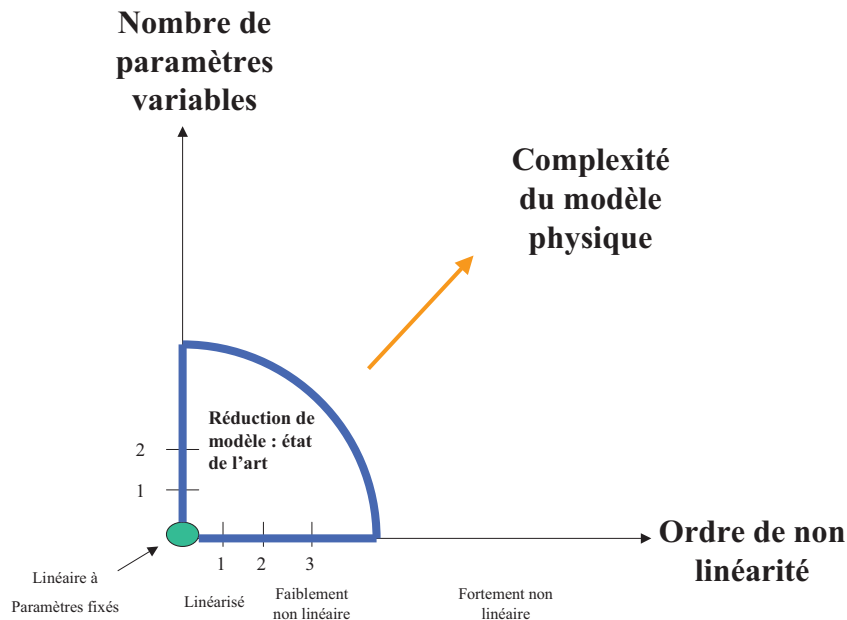 Nombre de
paramètres
variables
Complexité
du modèle
physique
Réduction de
modèle : état
de l'art
2
1
1
2
3
Ordre de non
linéarité
Linéaire à
Paramètres fixés
Linéarisé
Faiblement
non linéaire
Fortement non
linéaire